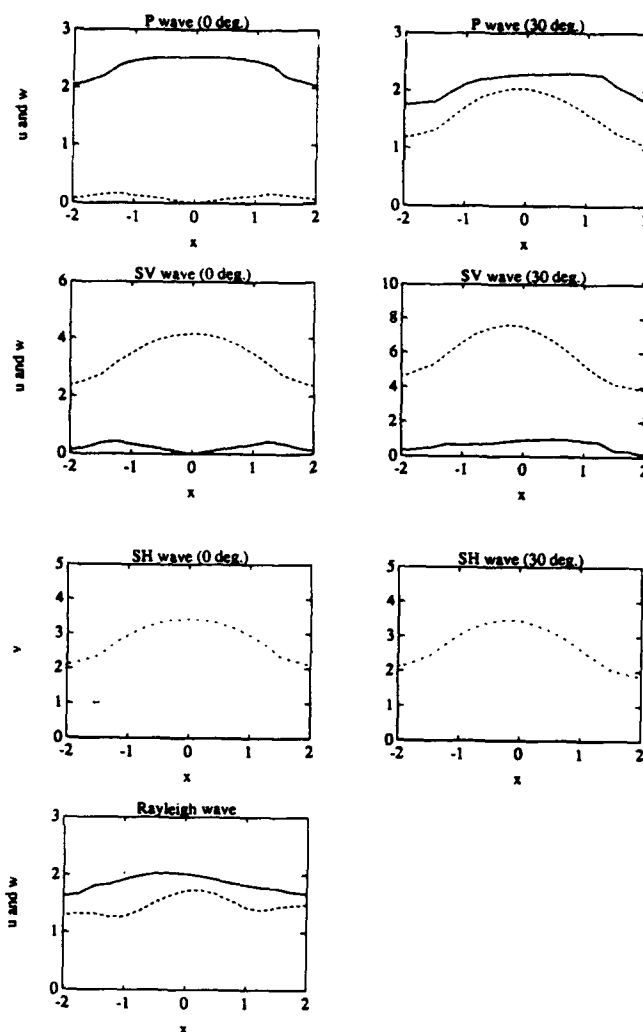 P wave (0 deg.)
3
2
1
0
u and w
-2 -1 0 1 2
x
P wave (30 deg.)
3
2
1
0
-2 -1 0 1 2
x
SV wave (0 deg.)
6
4
2
0
u and w
-2 -1 0 1 2
x
SV wave (30 deg.)
10
8
6
4
2
0
-2 -1 0 1 2
x
SH wave (0 deg.)
5
4
3
2
1
0
v
-2 -1 0 1 2
x
SH wave (30 deg.)
5
4
3
2
1
0
-2 -1 0 1 2
x
Rayleigh wave
3
2
1
0
u and w
-2 -1 0 1 2
x